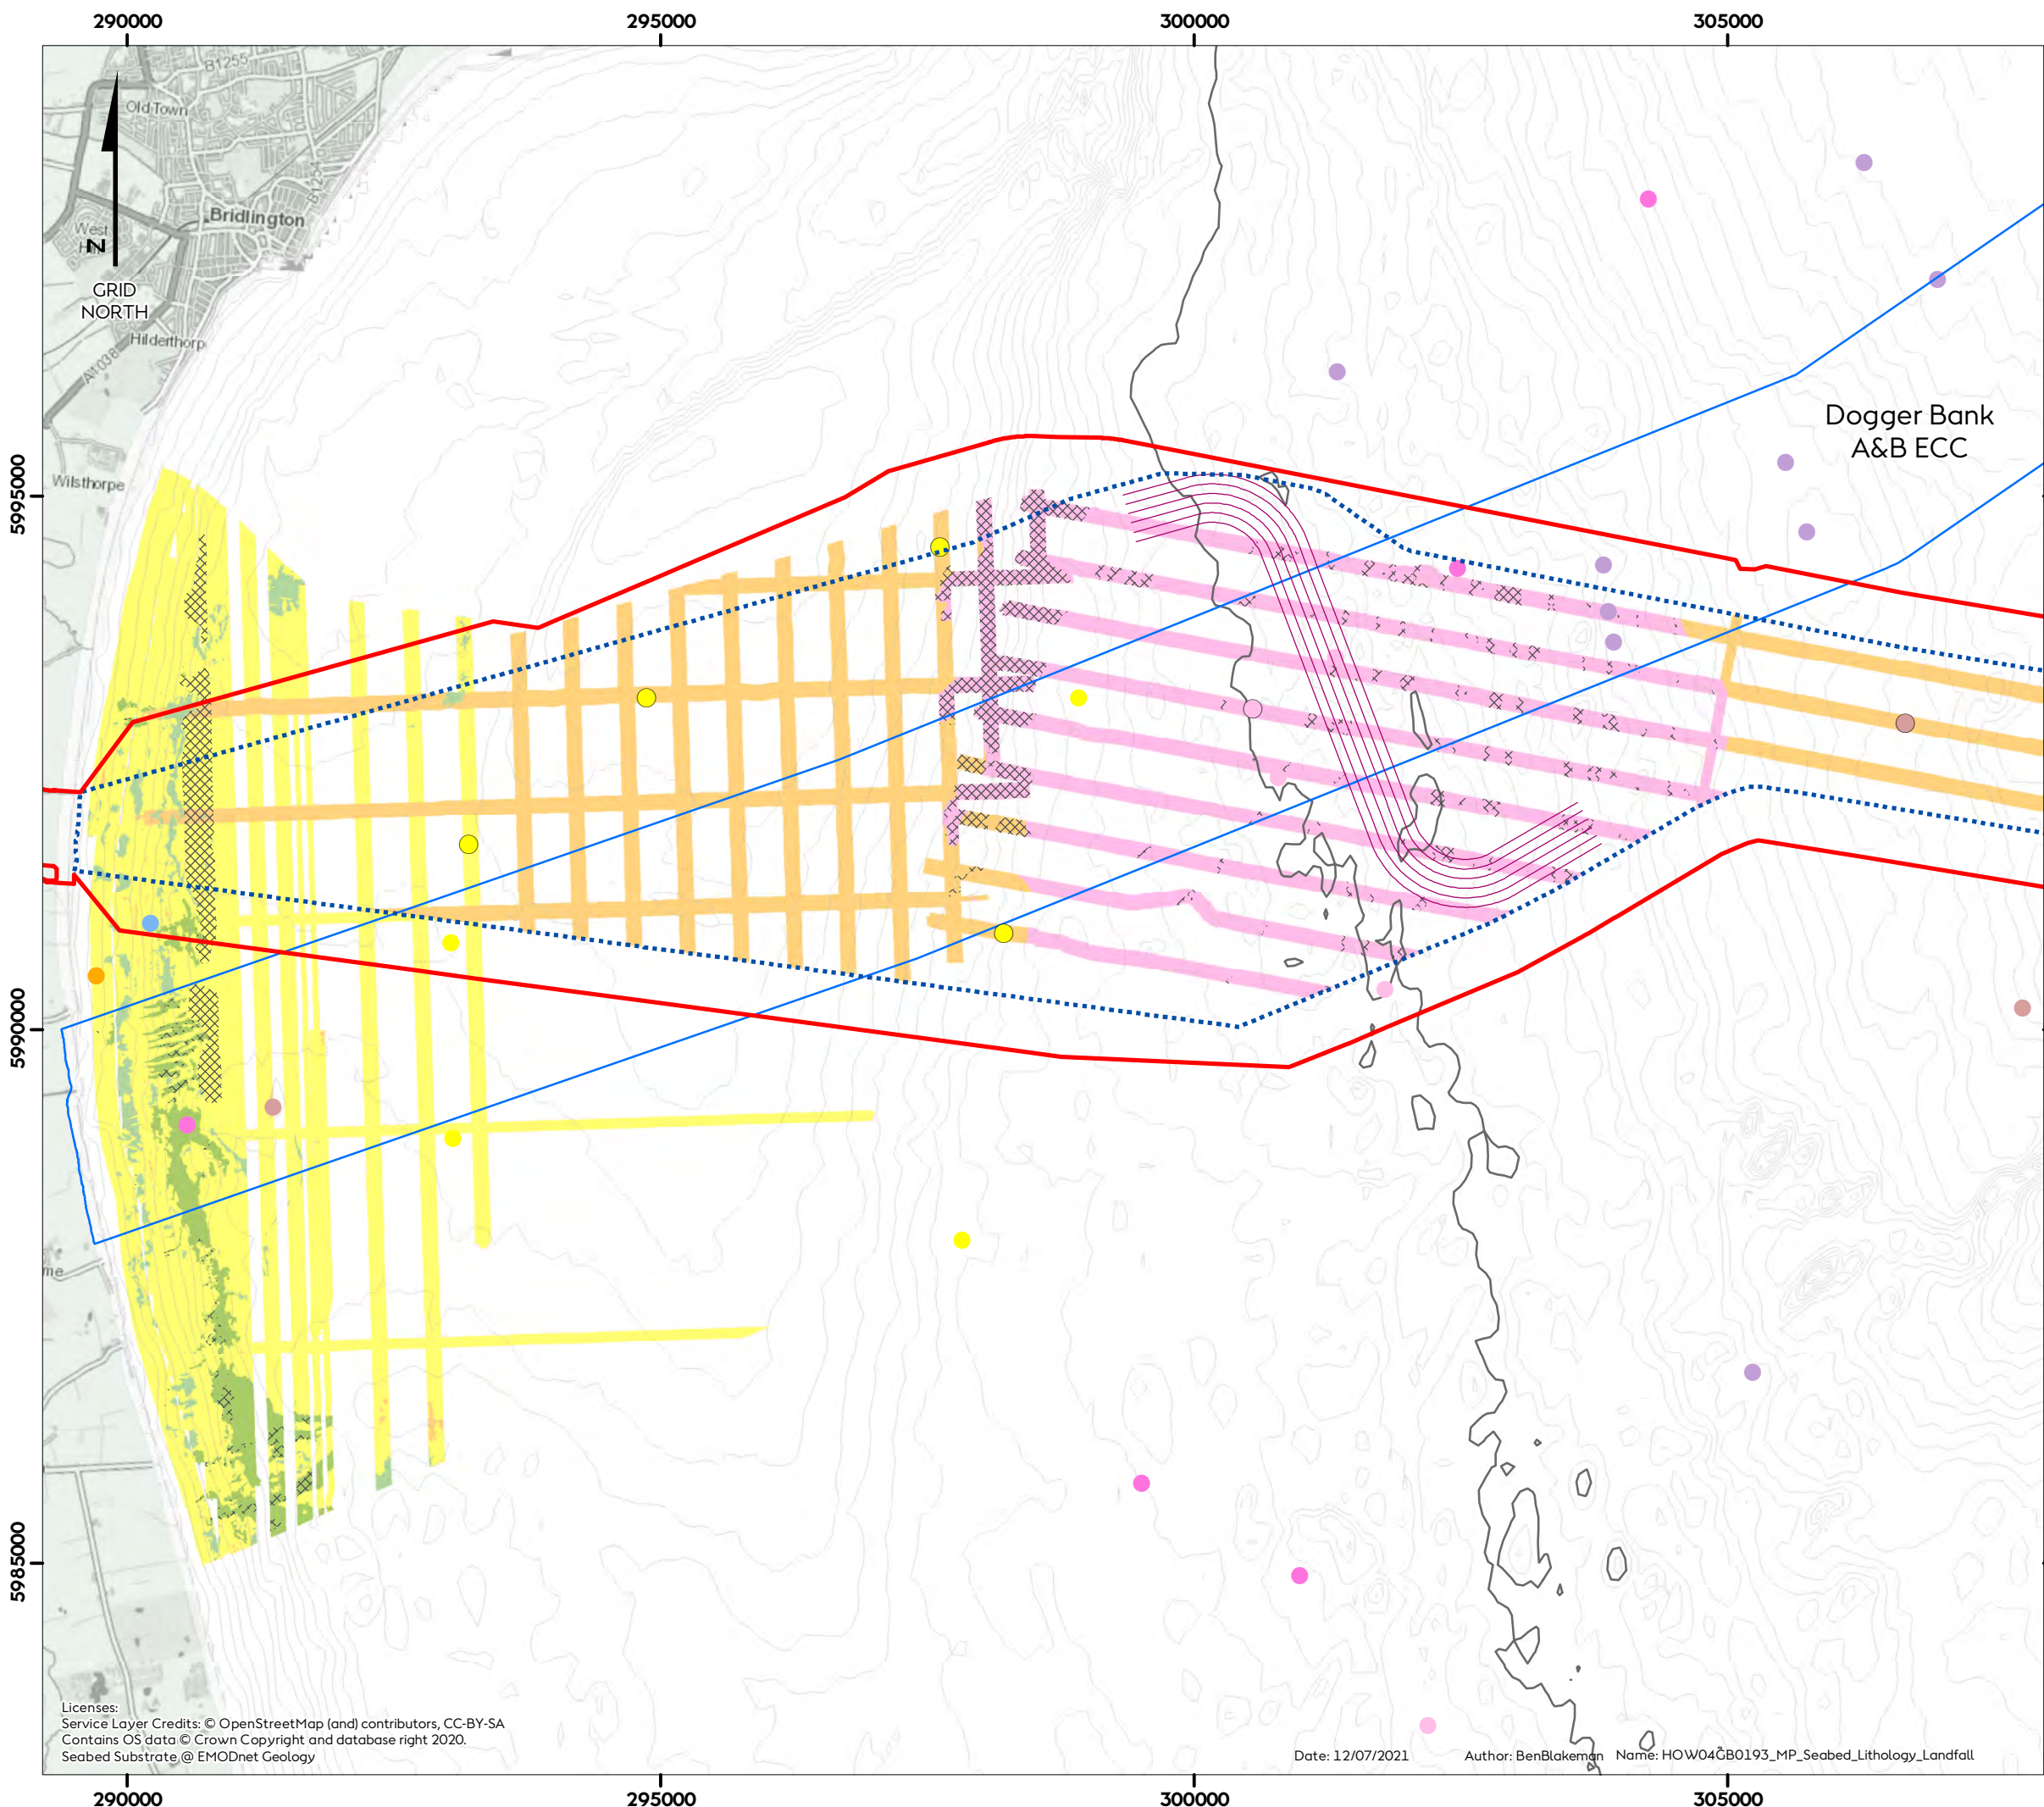 290000 295000 300000 305000
B1255
Old Town
B1254
Bridlington
West
N
GRID
NORTH
Hilderthorp
A1038
Dogger Bank
A&B ECC
Wilsthorpe
5995000
5990000
me
5985000
Licenses:
Service Layer Credits: © OpenStreetMap (and) contributors, CC-BY-SA
Contains OS data © Crown Copyright and database right 2020.
Seabed Substrate @ EMODnet Geology
Date: 12/07/2021 Author: BenBlakeman Name: HOW04GB0193_MP_Seabed_Lithology_Landfall
290000 295000 300000 305000